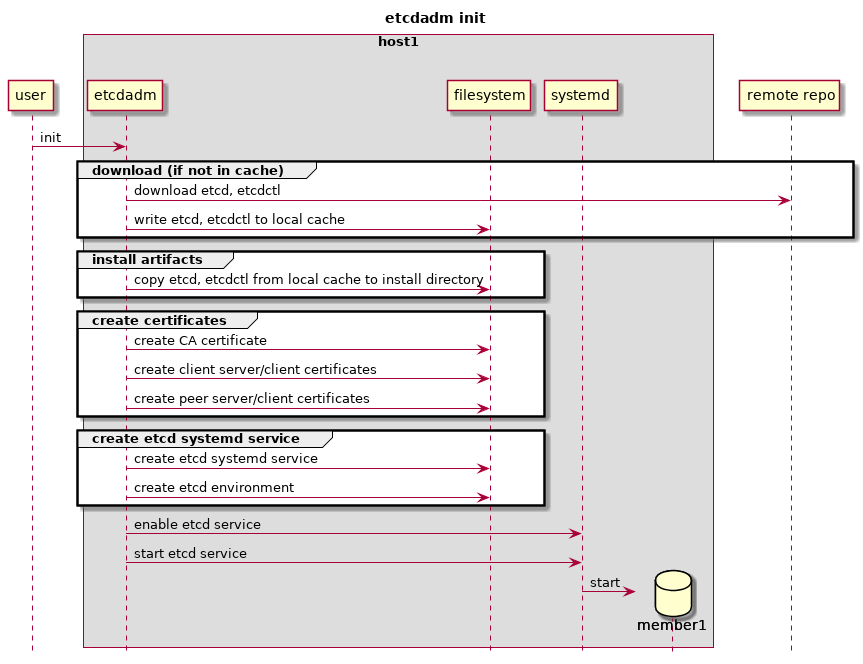 etcdadm init
host1
user
etcdadm
filesystem
systemd
remote repo
init
download (if not in cache)
download etcd, etcdctl
write etcd, etcdctl to local cache
install artifacts
copy etcd, etcdctl from local cache to install directory
create certificates
create CA certificate
create client server/client certificates
create peer server/client certificates
create etcd systemd service
create etcd systemd service
create etcd environment
enable etcd service
start etcd service
start
member1